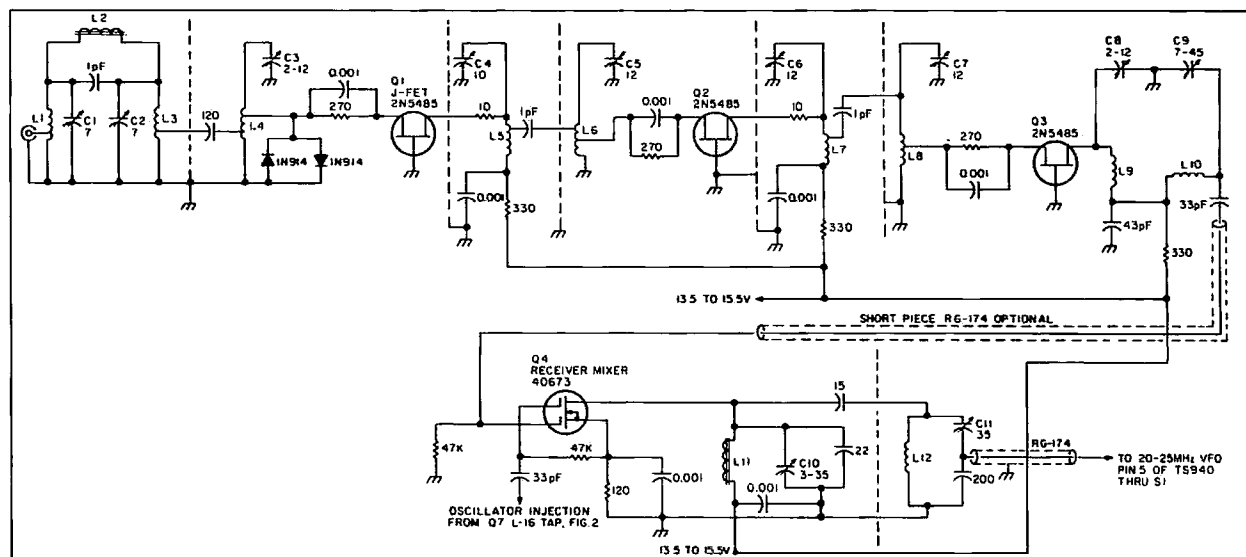 L2
C3
2-12
C4
10
C5
12
C6
12
C7
12
C8
2-12
C9
7-45
1pF
0.001
Q1
J-FET
2N5485
270
10
L1
C1
7
C2
7
L3
120
L4
1N914
1N914
L5
1pF
L6
0.001
270
Q2
2N5485
10
L7
1pF
L8
270
0.001
Q3
2N5485
L9
L10
0.001
330
0.001
330
43pF
33pF
330
13.5 TO 15.5V
SHORT PIECE RG-174 OPTIONAL
Q4
RECEIVER MIXER
40673
15
47K
47K
33pF
120
0.001
L11
C10
3-35
22
0.001
L12
C11
35
200
RG-174
TO 20-25MHz VFO
PIN 5 OF TS940
THRU S1
OSCILLATOR INJECTION
FROM Q7 L-16 TAP, FIG.2
13.5 TO 15.5V